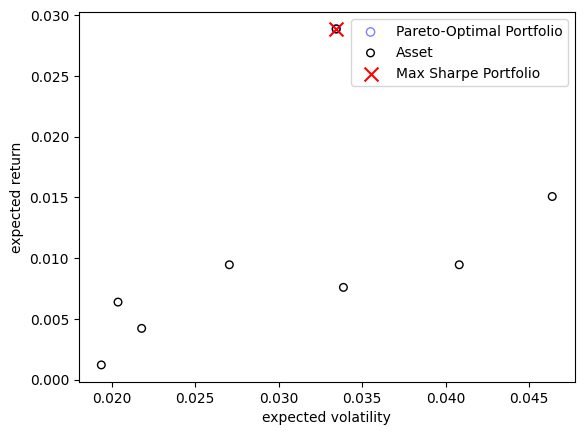 0.030
0.025
0.020
0.015
0.010
0.005
0.000
expected return
Pareto-Optimal Portfolio
Asset
Max Sharpe Portfolio
0.020 0.025 0.030 0.035 0.040 0.045
expected volatility